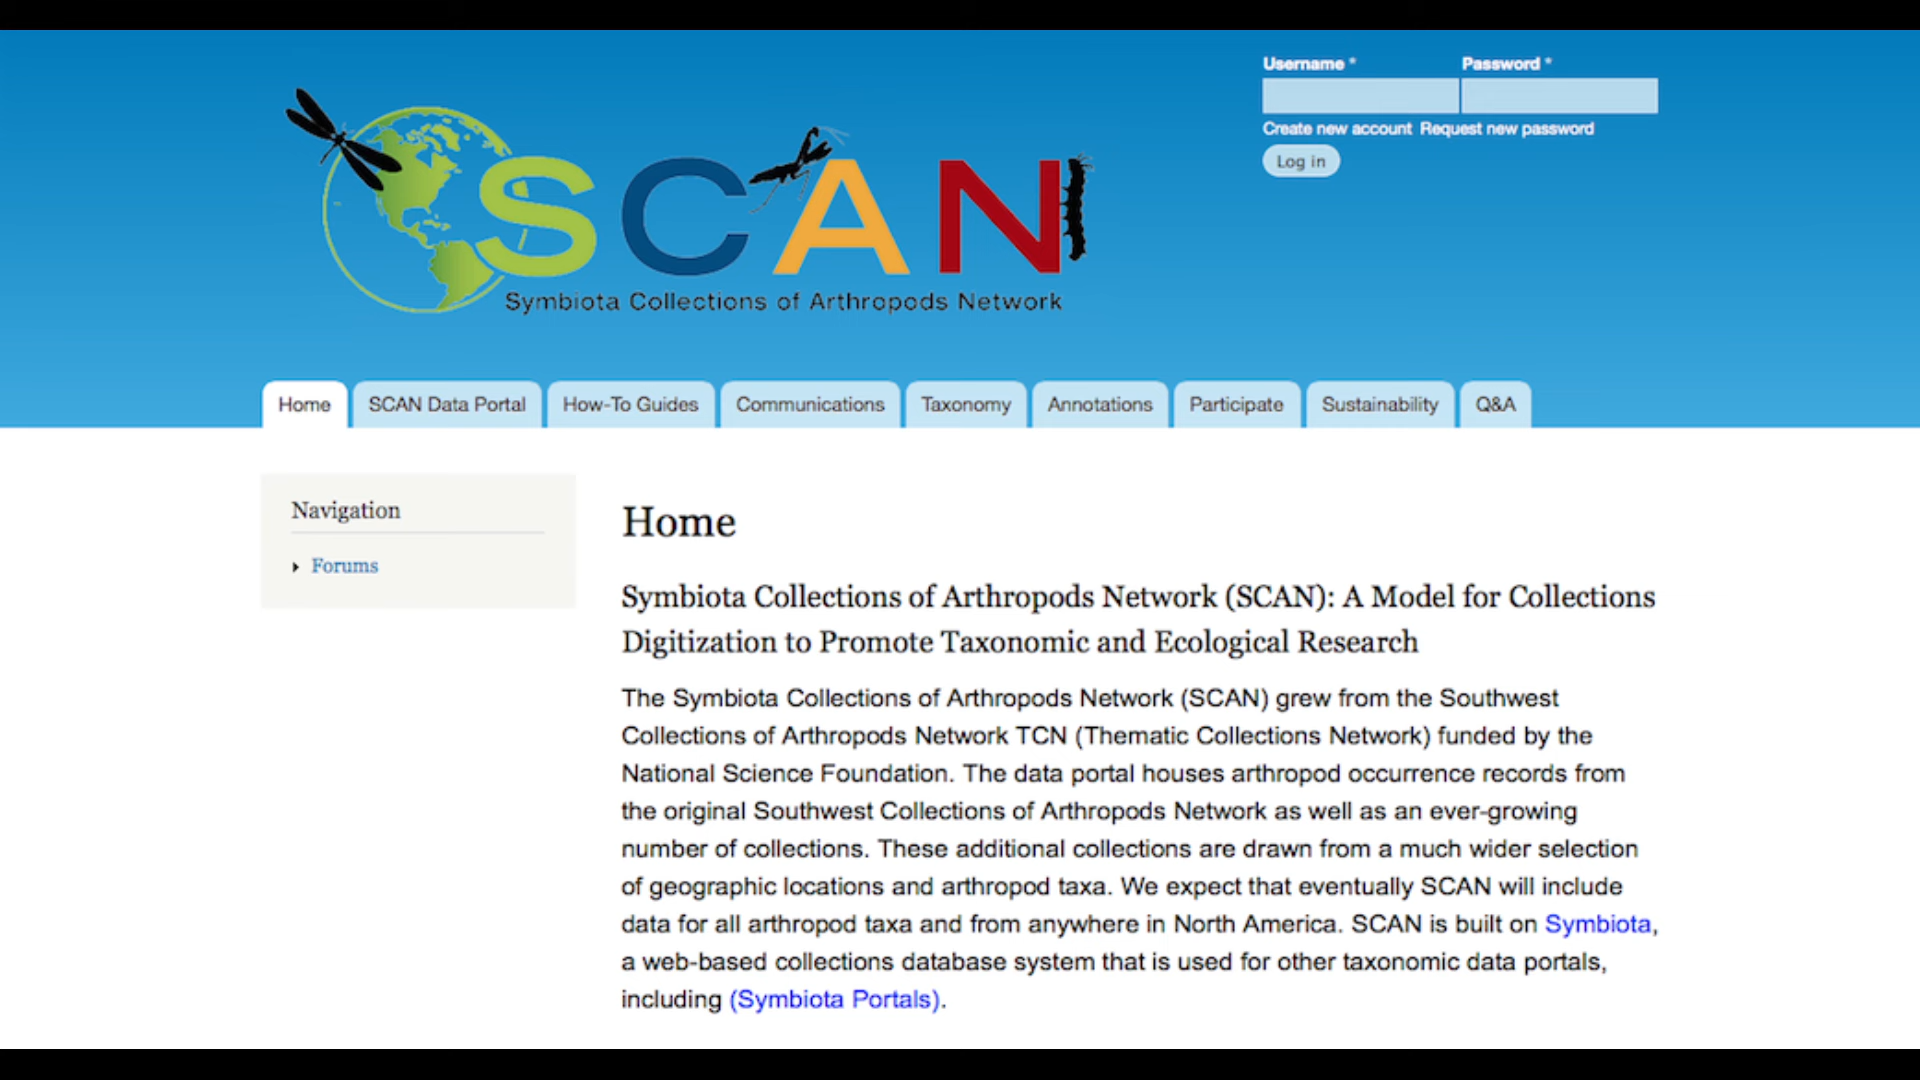 Username * Password *
Create new account Request new password
Log in
SCAN
Symbiota Collections of Arthropods Network
Home SCAN Data Portal How-To Guides Communications Taxonomy Annotations Participate Sustainability Q&A
Navigation
Forums
Home
Symbiota Collections of Arthropods Network (SCAN): A Model for Collections
Digitization to Promote Taxonomic and Ecological Research
The Symbiota Collections of Arthropods Network (SCAN) grew from the Southwest
Collections of Arthropods Network TCN (Thematic Collections Network) funded by the
National Science Foundation. The data portal houses arthropod occurrence records from
the original Southwest Collections of Arthropods Network as well as an ever-growing
number of collections. These additional collections are drawn from a much wider selection
of geographic locations and arthropod taxa. We expect that eventually SCAN will include
data for all arthropod taxa and from anywhere in North America. SCAN is built on Symbiota,
a web-based collections database system that is used for other taxonomic data portals,
including (Symbiota Portals).